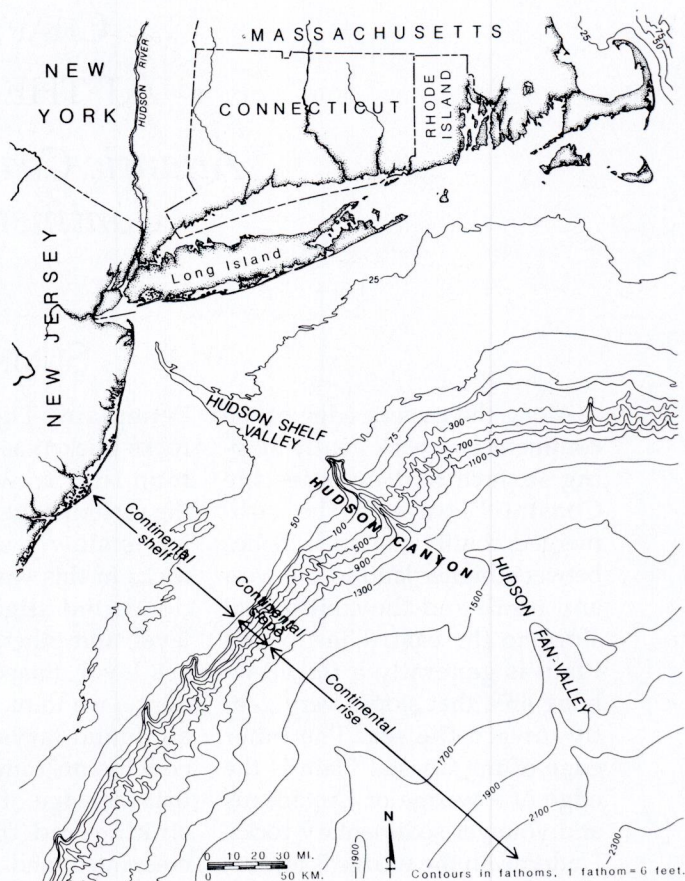 MASSACHUSETTS
25
50
NEW
YORK
HUDSON RIVER
CONNECTICUT
RHODE
ISLAND
NEW JERSEY
Long Island
25
HUDSON SHELF
VALLEY
75
300
700
1100
HUDSON CANYON
50
100
500
900
1300
1500
HUDSON FAN-VALLEY
Continental
shelf
Continental
slope
Continental
rise
1700
1900
2100
2300
1900
N
0 10 20 30 MI.
0 50 KM.
Contours in fathoms, 1 fathom = 6 feet.